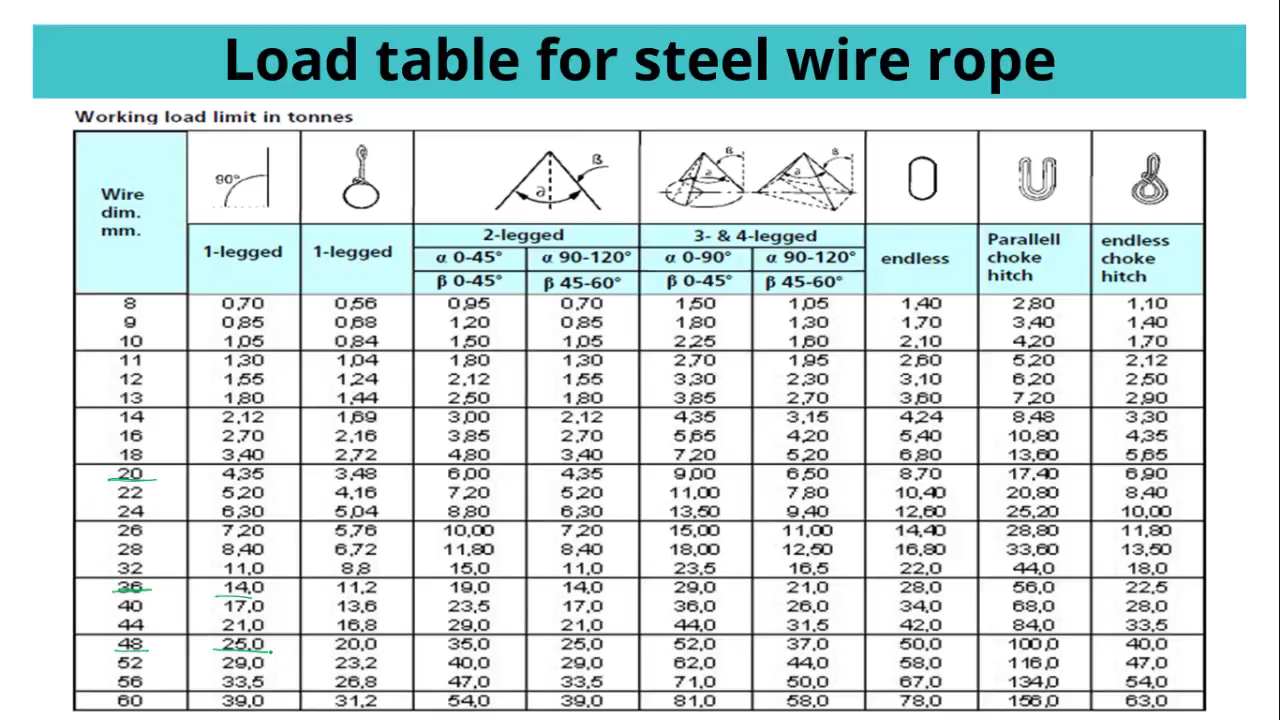 Load table for steel wire rope
Working load limit in tonnes
Wire dim. mm.
90°
a ß
a ß a ß
1-legged 1-legged 2-legged 3- & 4-legged endless Parallell choke hitch endless choke hitch
α 0-45° α 90-120° α 0-90° α 90-120°
β 0-45° β 45-60° β 0-45° β 45-60°
8 0,70 0,56 0,95 0,70 1,50 1,05 1,40 2,80 1,10
9 0,85 0,68 1,20 0,85 1,80 1,30 1,70 3,40 1,40
10 1,05 0,84 1,50 1,05 2,25 1,60 2,10 4,20 1,70
11 1,30 1,04 1,80 1,30 2,70 1,95 2,60 5,20 2,12
12 1,55 1,24 2,12 1,55 3,30 2,30 3,10 6,20 2,50
13 1,80 1,44 2,50 1,80 3,85 2,70 3,60 7,20 2,90
14 2,12 1,69 3,00 2,12 4,35 3,15 4,24 8,48 3,30
16 2,70 2,16 3,85 2,70 5,65 4,20 5,40 10,80 4,35
18 3,40 2,72 4,80 3,40 7,20 5,20 6,80 13,60 5,65
20 4,35 3,48 6,00 4,35 9,00 6,50 8,70 17,40 6,90
22 5,20 4,16 7,20 5,20 11,00 7,80 10,40 20,80 8,40
24 6,30 5,04 8,80 6,30 13,50 9,40 12,60 25,20 10,00
26 7,20 5,76 10,00 7,20 15,00 11,00 14,40 28,80 11,80
28 8,40 6,72 11,80 8,40 18,00 12,50 16,80 33,60 13,50
32 11,0 8,8 15,0 11,0 23,5 16,5 22,0 44,0 18,0
36 14,0 11,2 19,0 14,0 29,0 21,0 28,0 56,0 22,5
40 17,0 13,6 23,5 17,0 36,0 26,0 34,0 68,0 28,0
44 21,0 16,8 29,0 21,0 44,0 31,5 42,0 84,0 33,5
48 25,0 20,0 35,0 25,0 52,0 37,0 50,0 100,0 40,0
52 29,0 23,2 40,0 29,0 62,0 44,0 58,0 116,0 47,0
56 33,5 26,8 47,0 33,5 71,0 50,0 67,0 134,0 54,0
60 39,0 31,2 54,0 39,0 81,0 58,0 78,0 156,0 63,0